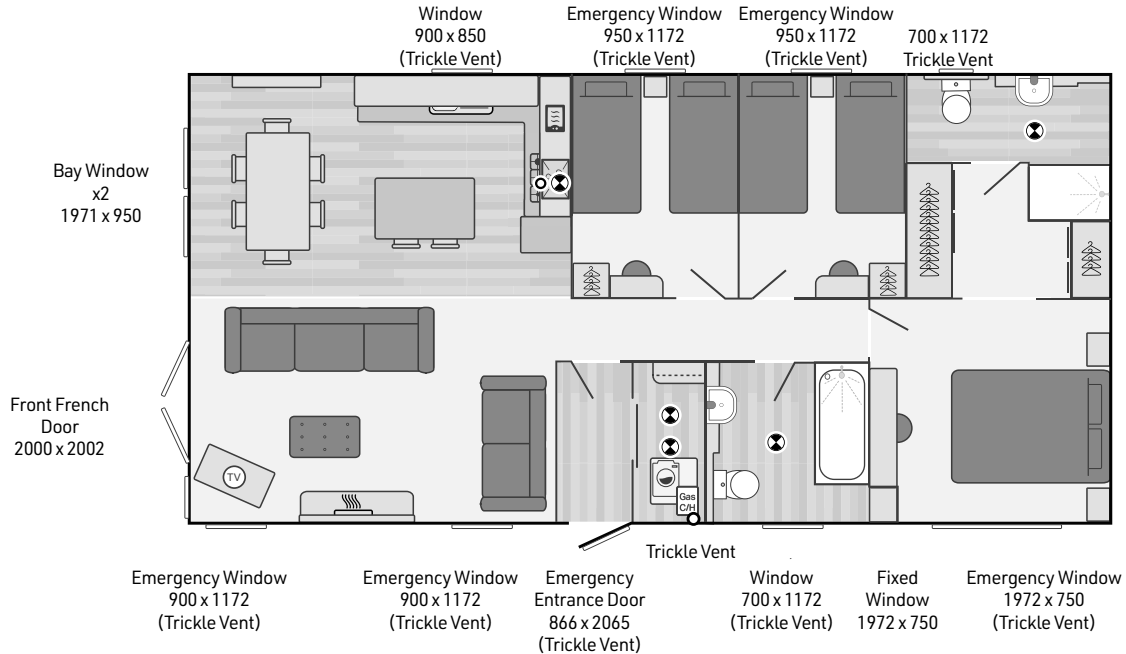 Window
900 x 850
(Trickle Vent)
Emergency Window
950 x 1172
(Trickle Vent)
Emergency Window
950 x 1172
(Trickle Vent)
700 x 1172
Trickle Vent
Bay Window
x2
1971 x 950
Front French
Door
2000 x 2002
TV
Gas
C/H
Trickle Vent
Emergency Window
900 x 1172
(Trickle Vent)
Emergency Window
900 x 1172
(Trickle Vent)
Emergency
Entrance Door
866 x 2065
(Trickle Vent)
Window
700 x 1172
(Trickle Vent)
Fixed
Window
1972 x 750
Emergency Window
1972 x 750
(Trickle Vent)